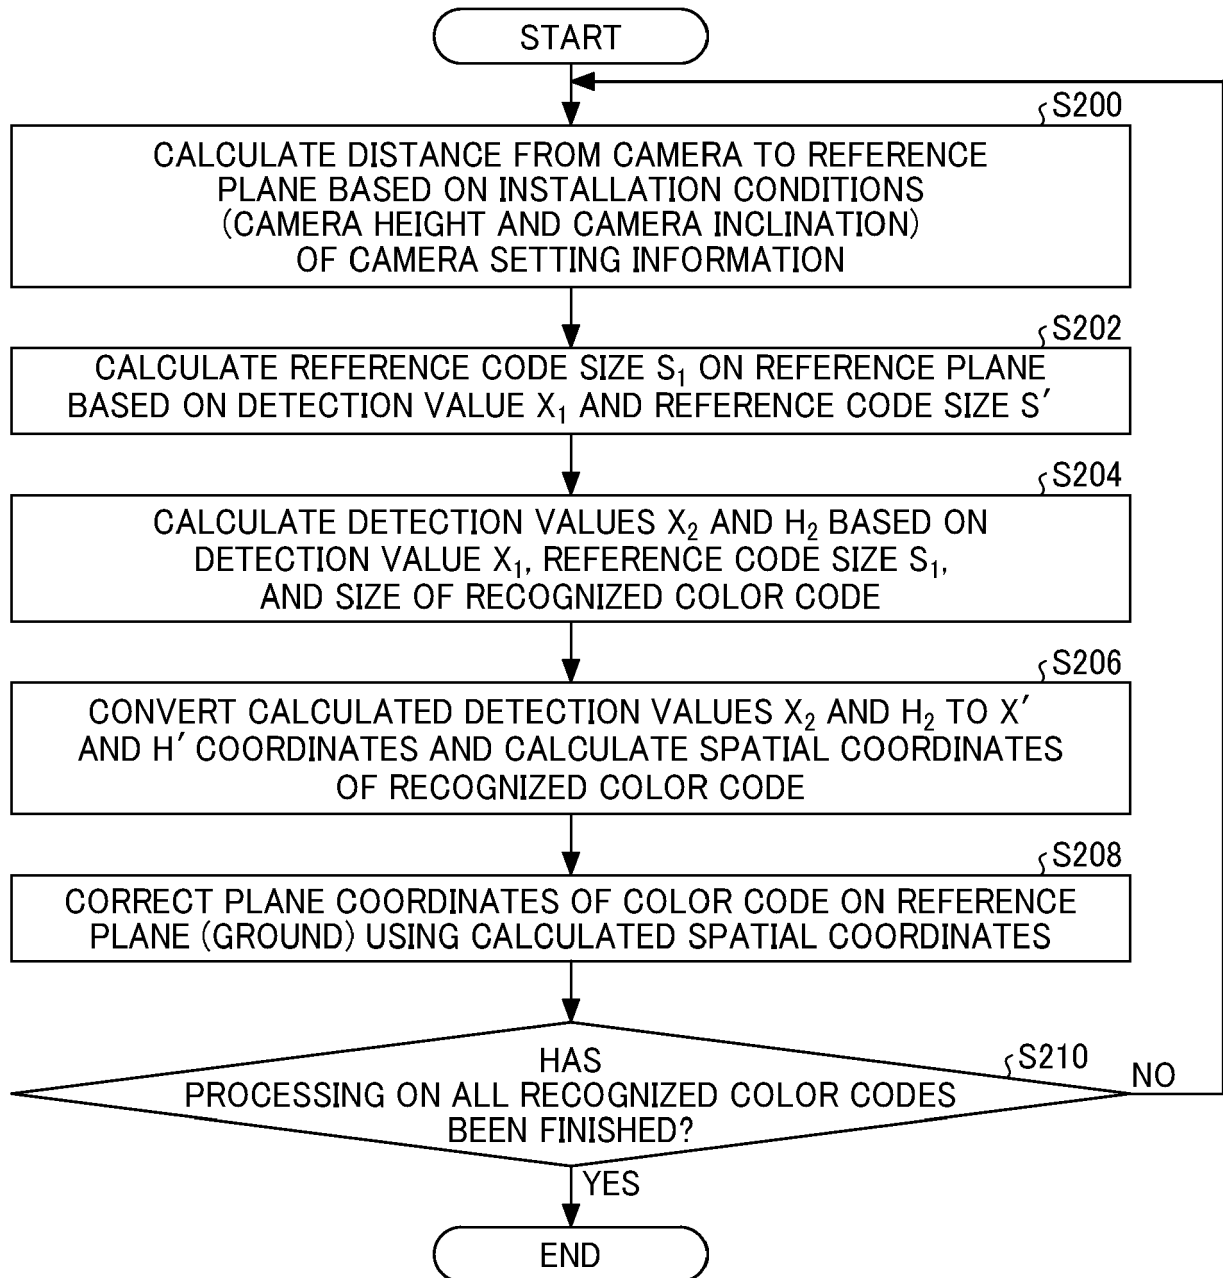 START
S200
CALCULATE DISTANCE FROM CAMERA TO REFERENCE
PLANE BASED ON INSTALLATION CONDITIONS
(CAMERA HEIGHT AND CAMERA INCLINATION)
OF CAMERA SETTING INFORMATION
S202
CALCULATE REFERENCE CODE SIZE S₁ ON REFERENCE PLANE
BASED ON DETECTION VALUE X₁ AND REFERENCE CODE SIZE S′
S204
CALCULATE DETECTION VALUES X₂ AND H₂ BASED ON
DETECTION VALUE X₁, REFERENCE CODE SIZE S₁,
AND SIZE OF RECOGNIZED COLOR CODE
S206
CONVERT CALCULATED DETECTION VALUES X₂ AND H₂ TO X′
AND H′ COORDINATES AND CALCULATE SPATIAL COORDINATES
OF RECOGNIZED COLOR CODE
S208
CORRECT PLANE COORDINATES OF COLOR CODE ON REFERENCE
PLANE (GROUND) USING CALCULATED SPATIAL COORDINATES
S210
HAS
PROCESSING ON ALL RECOGNIZED COLOR CODES
BEEN FINISHED?
NO
YES
END